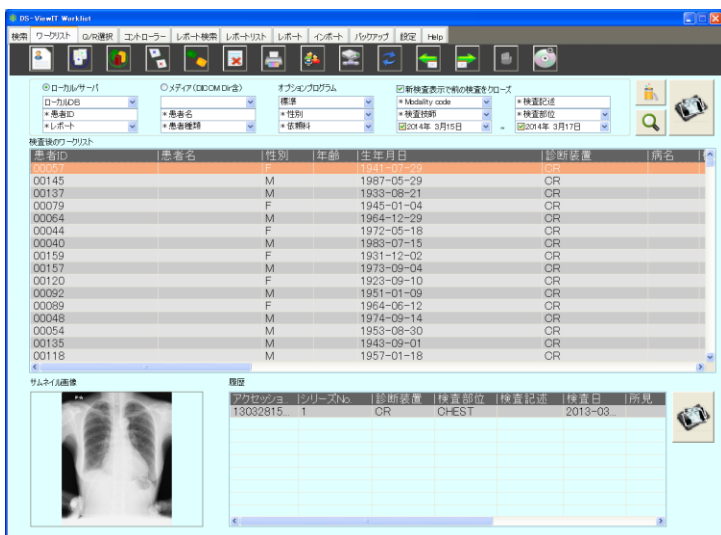 DS-ViewIT Worklist
検索 ワークリスト Q/R選択 コントローラー レポート検索 レポートリスト レポート インポート バックアップ 設定 Help
ローカル/サーバ メディア(DICOM Dir含) オプションプログラム 新検査表示で前の検査をクローズ
ローカルDB 標準 * Modality code * 検査記述
* 患者ID * 患者名 * 性別 * 検査技師 * 検査部位
* レポート * 患者種類 * 依頼科 2014年 3月15日 ~ 2014年 3月17日
検査後のワークリスト
患者ID 患者名 性別 年齢 生年月日 診断装置 病名
00057 F 1941-07-29 CR
00145 M 1987-05-29 CR
00137 M 1933-08-21 CR
00079 F 1945-01-04 CR
00064 M 1964-12-29 CR
00044 F 1972-05-18 CR
00040 M 1983-07-15 CR
00159 F 1931-12-02 CR
00157 M 1973-09-04 CR
00120 F 1923-09-10 CR
00092 M 1951-01-09 CR
00089 F 1964-06-12 CR
00048 M 1974-09-14 CR
00054 M 1953-08-30 CR
00135 M 1943-09-01 CR
00118 M 1957-01-18 CR
サムネイル画像 履歴
アクセッショ... シリーズNo. 診断装置 検査部位 検査記述 検査日 所見
13032815... 1 CR CHEST 2013-03...